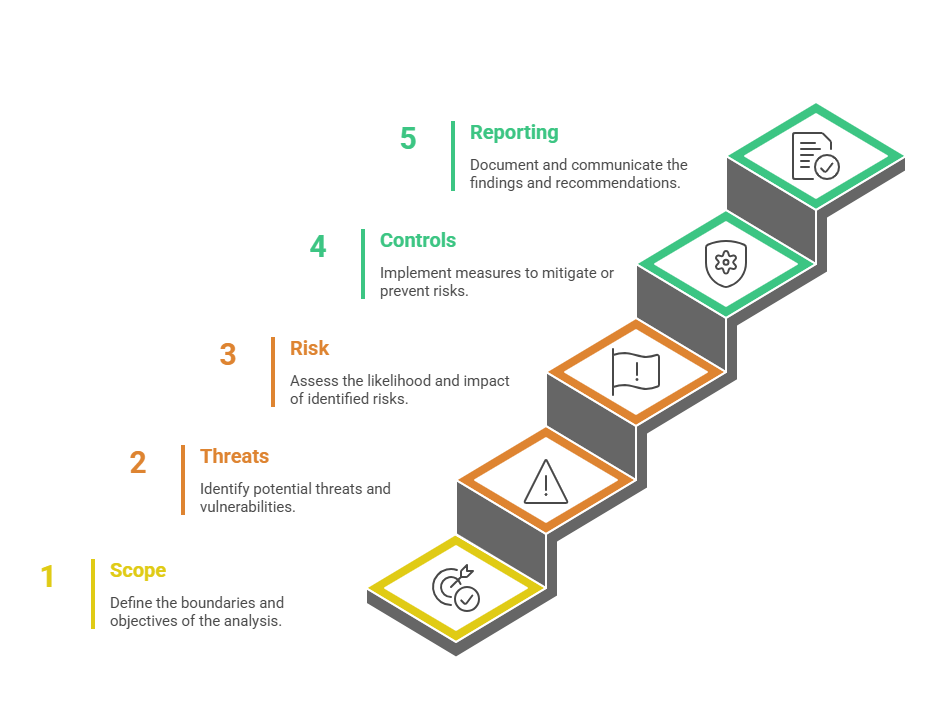 5
Reporting
Document and communicate the
findings and recommendations.
4
Controls
Implement measures to mitigate or
prevent risks.
3
Risk
Assess the likelihood and impact
of identified risks.
2
Threats
Identify potential threats and
vulnerabilities.
1
Scope
Define the boundaries and
objectives of the analysis.